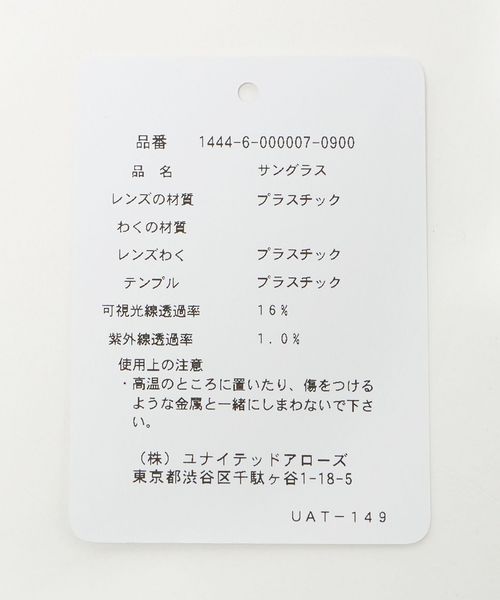 品番 1444-6-000007-0900
品 名 サングラス
レンズの材質 プラスチック
わくの材質
レンズわく プラスチック
テンプル プラスチック
可視光線透過率 16%
紫外線透過率 1.0%
使用上の注意
・高温のところに置いたり、傷をつける
ような金属と一緒にしまわないで下さ
い。
(株) ユナイテッドアローズ
東京都渋谷区千駄ヶ谷1-18-5
UAT-149